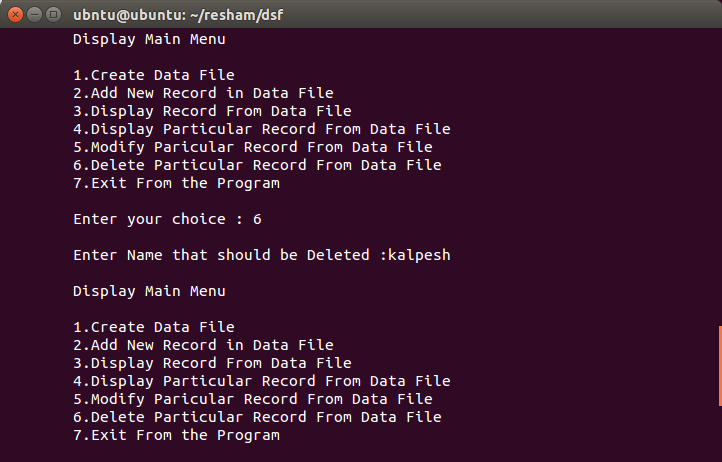 ubntu@ubuntu: ~/resham/dsf
Display Main Menu
1.Create Data File
2.Add New Record in Data File
3.Display Record From Data File
4.Display Particular Record From Data File
5.Modify Paricular Record From Data File
6.Delete Particular Record From Data File
7.Exit From the Program
Enter your choice : 6
Enter Name that should be Deleted :kalpesh
Display Main Menu
1.Create Data File
2.Add New Record in Data File
3.Display Record From Data File
4.Display Particular Record From Data File
5.Modify Paricular Record From Data File
6.Delete Particular Record From Data File
7.Exit From the Program